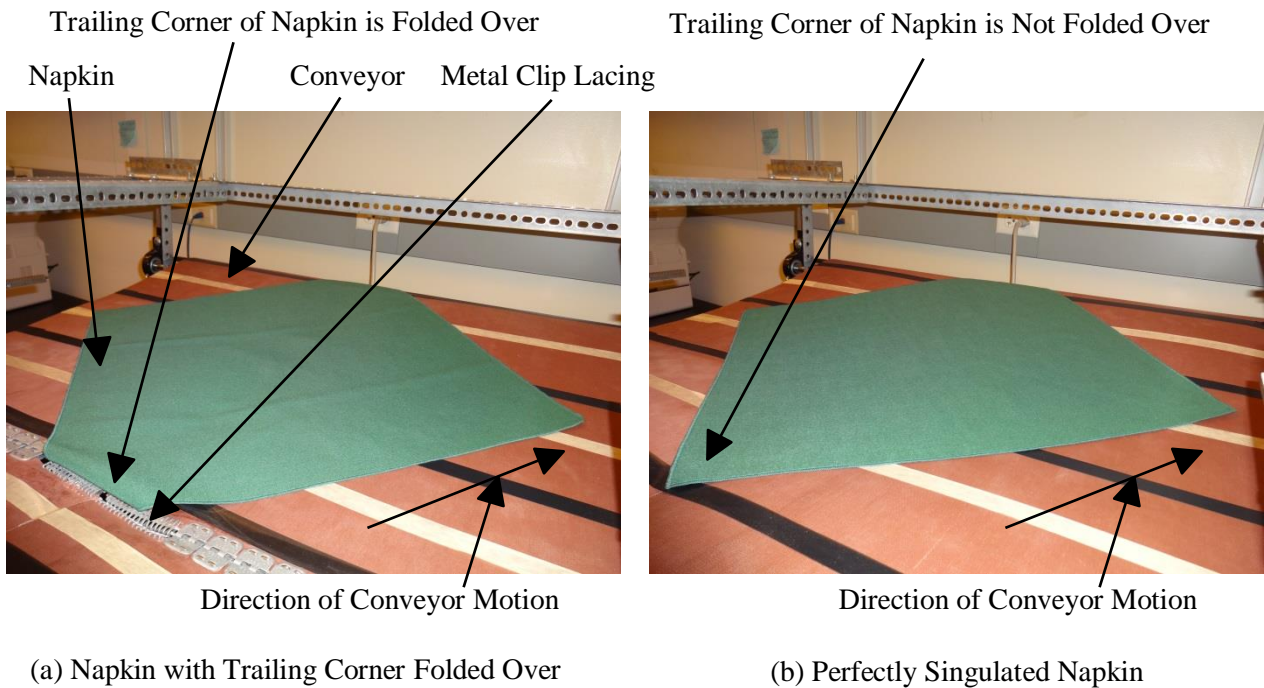 Trailing Corner of Napkin is Folded Over
Trailing Corner of Napkin is Not Folded Over
Napkin
Conveyor
Metal Clip Lacing
Direction of Conveyor Motion
Direction of Conveyor Motion
(a) Napkin with Trailing Corner Folded Over
(b) Perfectly Singulated Napkin